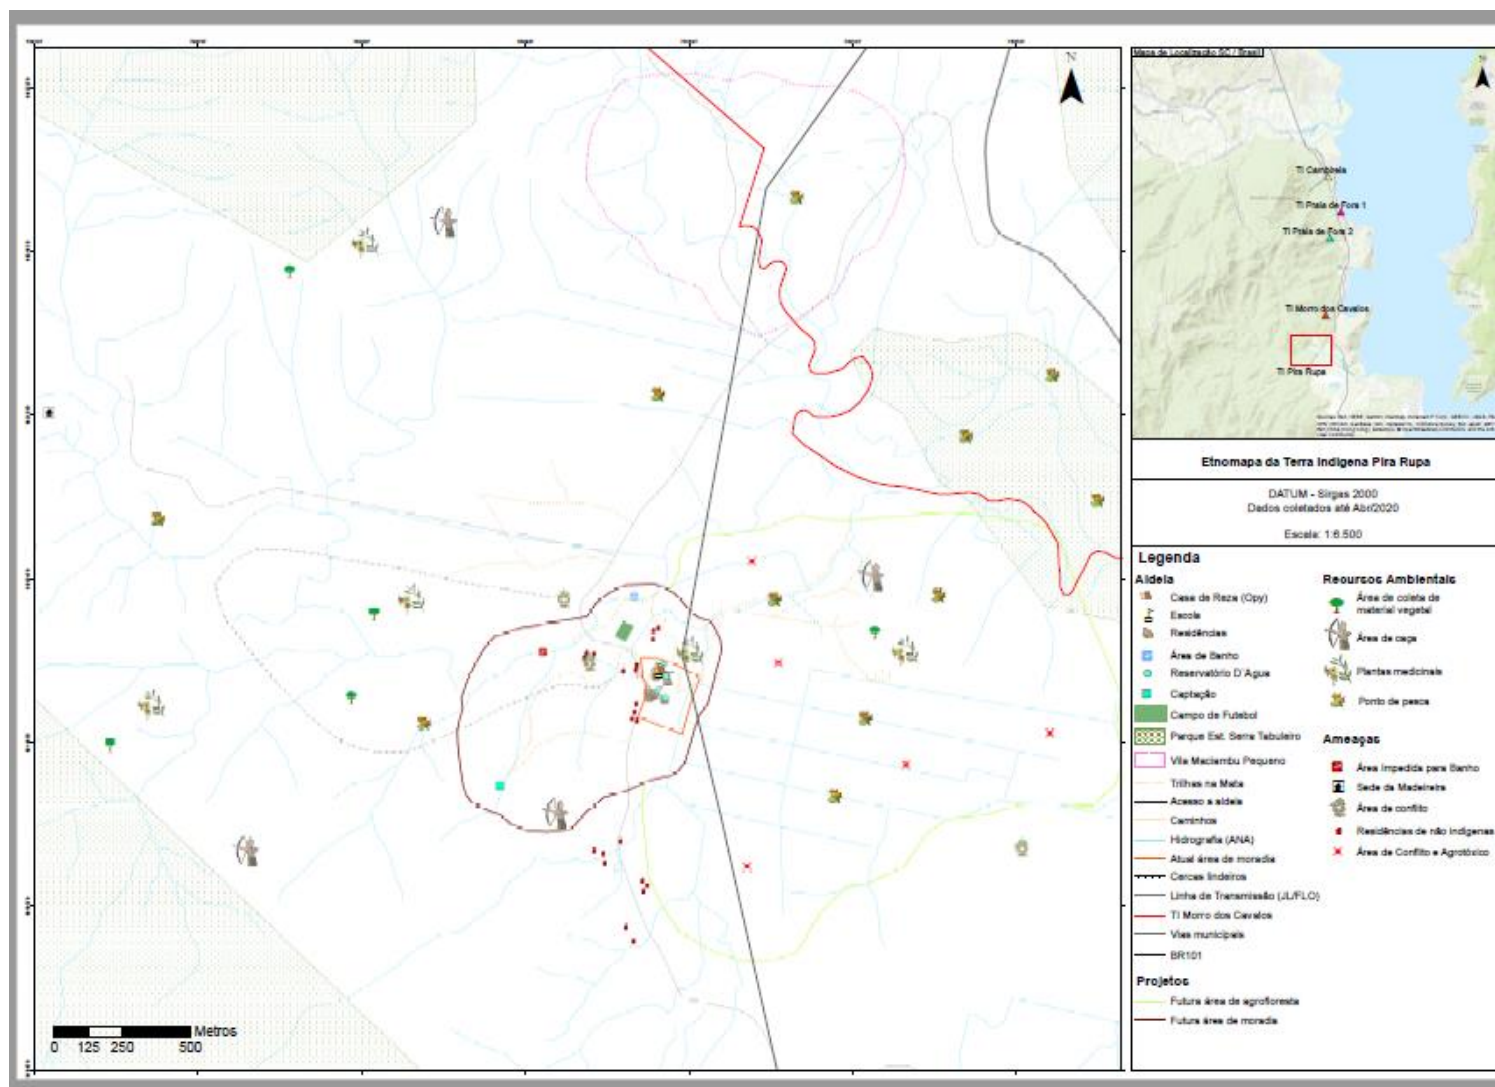 N
Metros
0 125 250 500
Mapa de Localização SC / Brasil
N
TI Cambirela
TI Praia de Fora 1
TI Praia de Fora 2
TI Morro dos Cavalos
TI Pira Rupa
Etnomapa da Terra Indígena Pira Rupa
DATUM - Sirgas 2000
Dados coletados até Abr/2020
Escala: 1:6.500
Legenda
Aldeia
Casa de Reza (Opy)
Escola
Residências
Área de Banho
Reservatório D'Água
Captação
Campo de Futebol
Parque Est. Serra Tabuleiro
Vila Maciambu Pequeno
Trilhas na Mata
Acesso a aldeia
Caminhos
Hidrografia (ANA)
Atual área de moradia
Cercas lindeiros
Linha de Transmissão (JL/FLO)
TI Morro dos Cavalos
Vias municipais
BR101
Projetos
Futura área de agrofloresta
Futura área de moradia
Recursos Ambientais
Área de coleta de
material vegetal
Área de caça
Plantas medicinais
Ponto de pesca
Ameaças
Área Impedida para Banho
Sede da Madeireira
Área de conflito
Residências de não indígenas
Área de Conflito e Agrotóxico